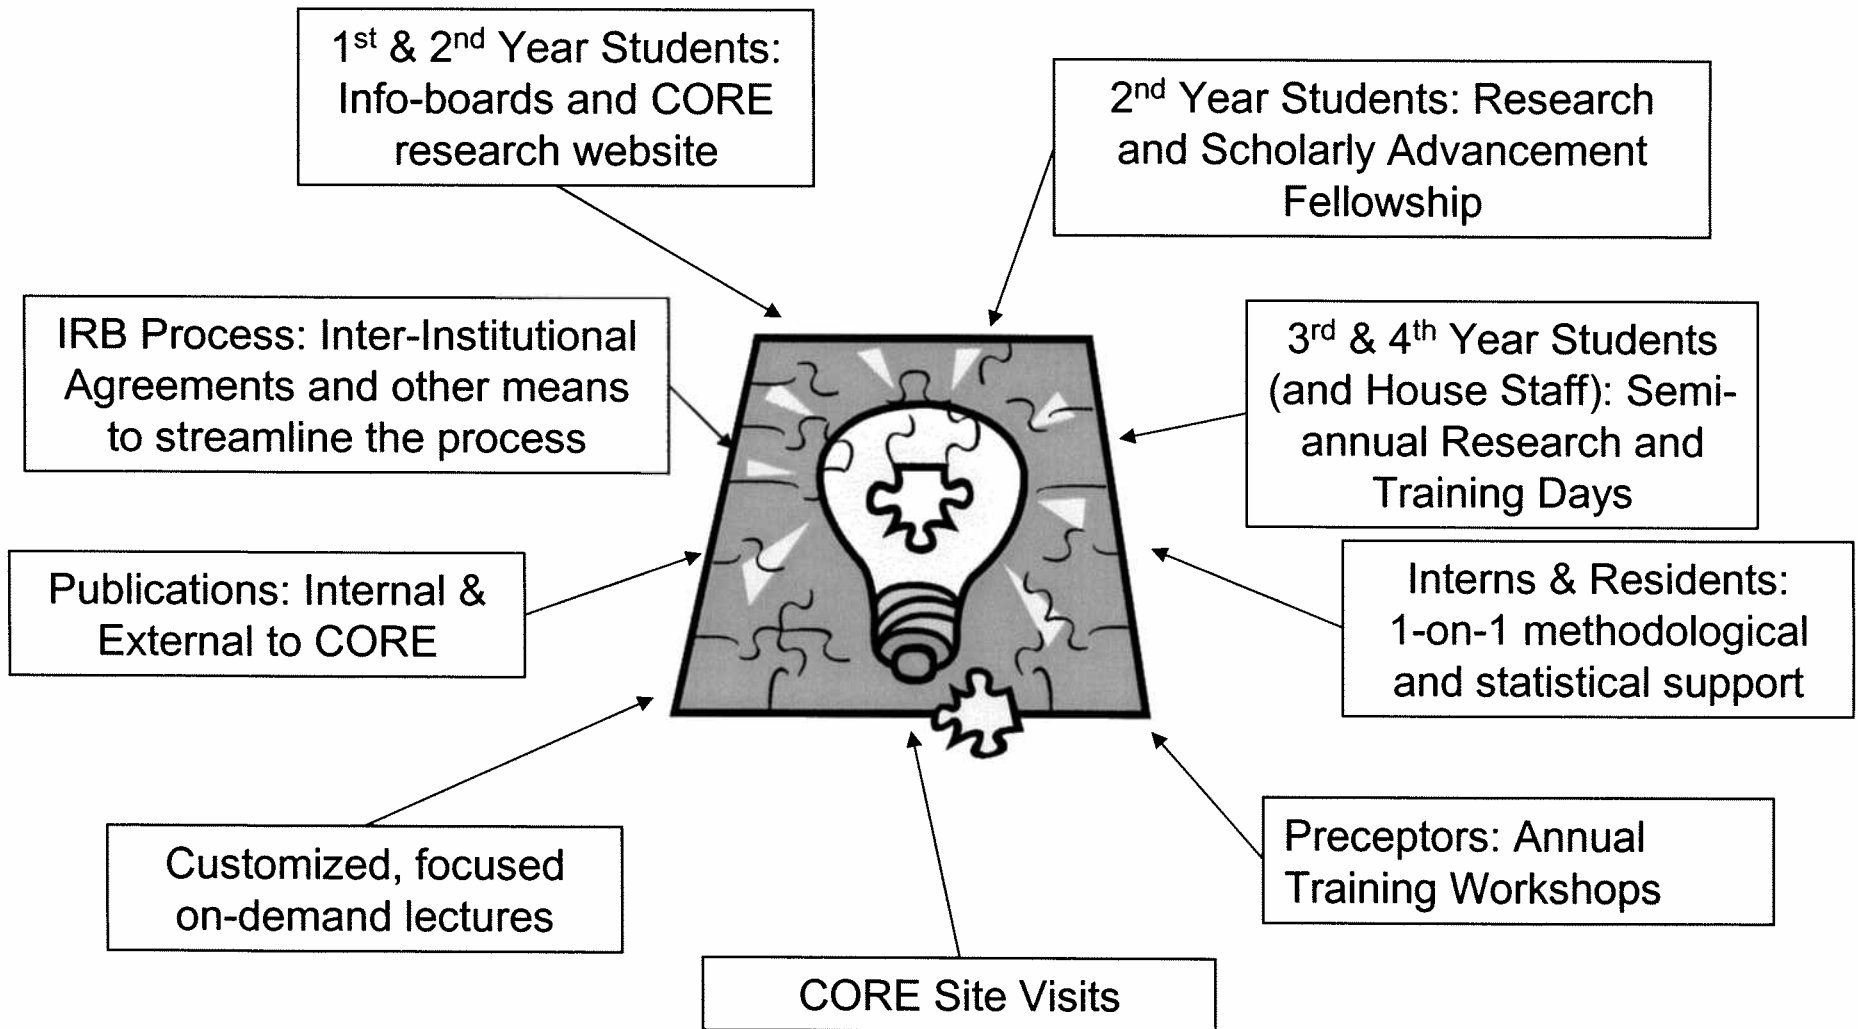 1st & 2nd Year Students:
Info-boards and CORE
research website
2nd Year Students: Research
and Scholarly Advancement
Fellowship
IRB Process: Inter-Institutional
Agreements and other means
to streamline the process
3rd & 4th Year Students
(and House Staff): Semi-
annual Research and
Training Days
Publications: Internal &
External to CORE
Interns & Residents:
1-on-1 methodological
and statistical support
Customized, focused
on-demand lectures
Preceptors: Annual
Training Workshops
CORE Site Visits